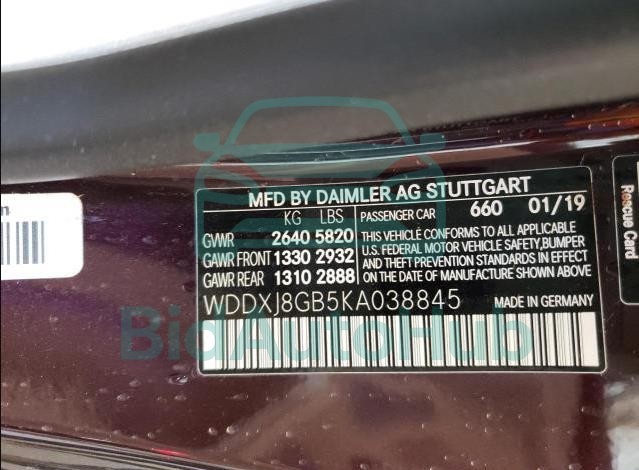 MFD BY DAIMLER AG STUTTGART
KG LBS PASSENGER CAR 660 01/19
GVWR 2640 5820
GAWR FRONT 1330 2932
GAWR REAR 1310 2888
THIS VEHICLE CONFORMS TO ALL APPLICABLE
U.S. FEDERAL MOTOR VEHICLE SAFETY, BUMPER
AND THEFT PREVENTION STANDARDS IN EFFECT
ON THE DATE OF MANUFACTURE SHOWN ABOVE.
WDDXJ8GB5KA038845 MADE IN GERMANY
BidAutoHub
Rescue Card